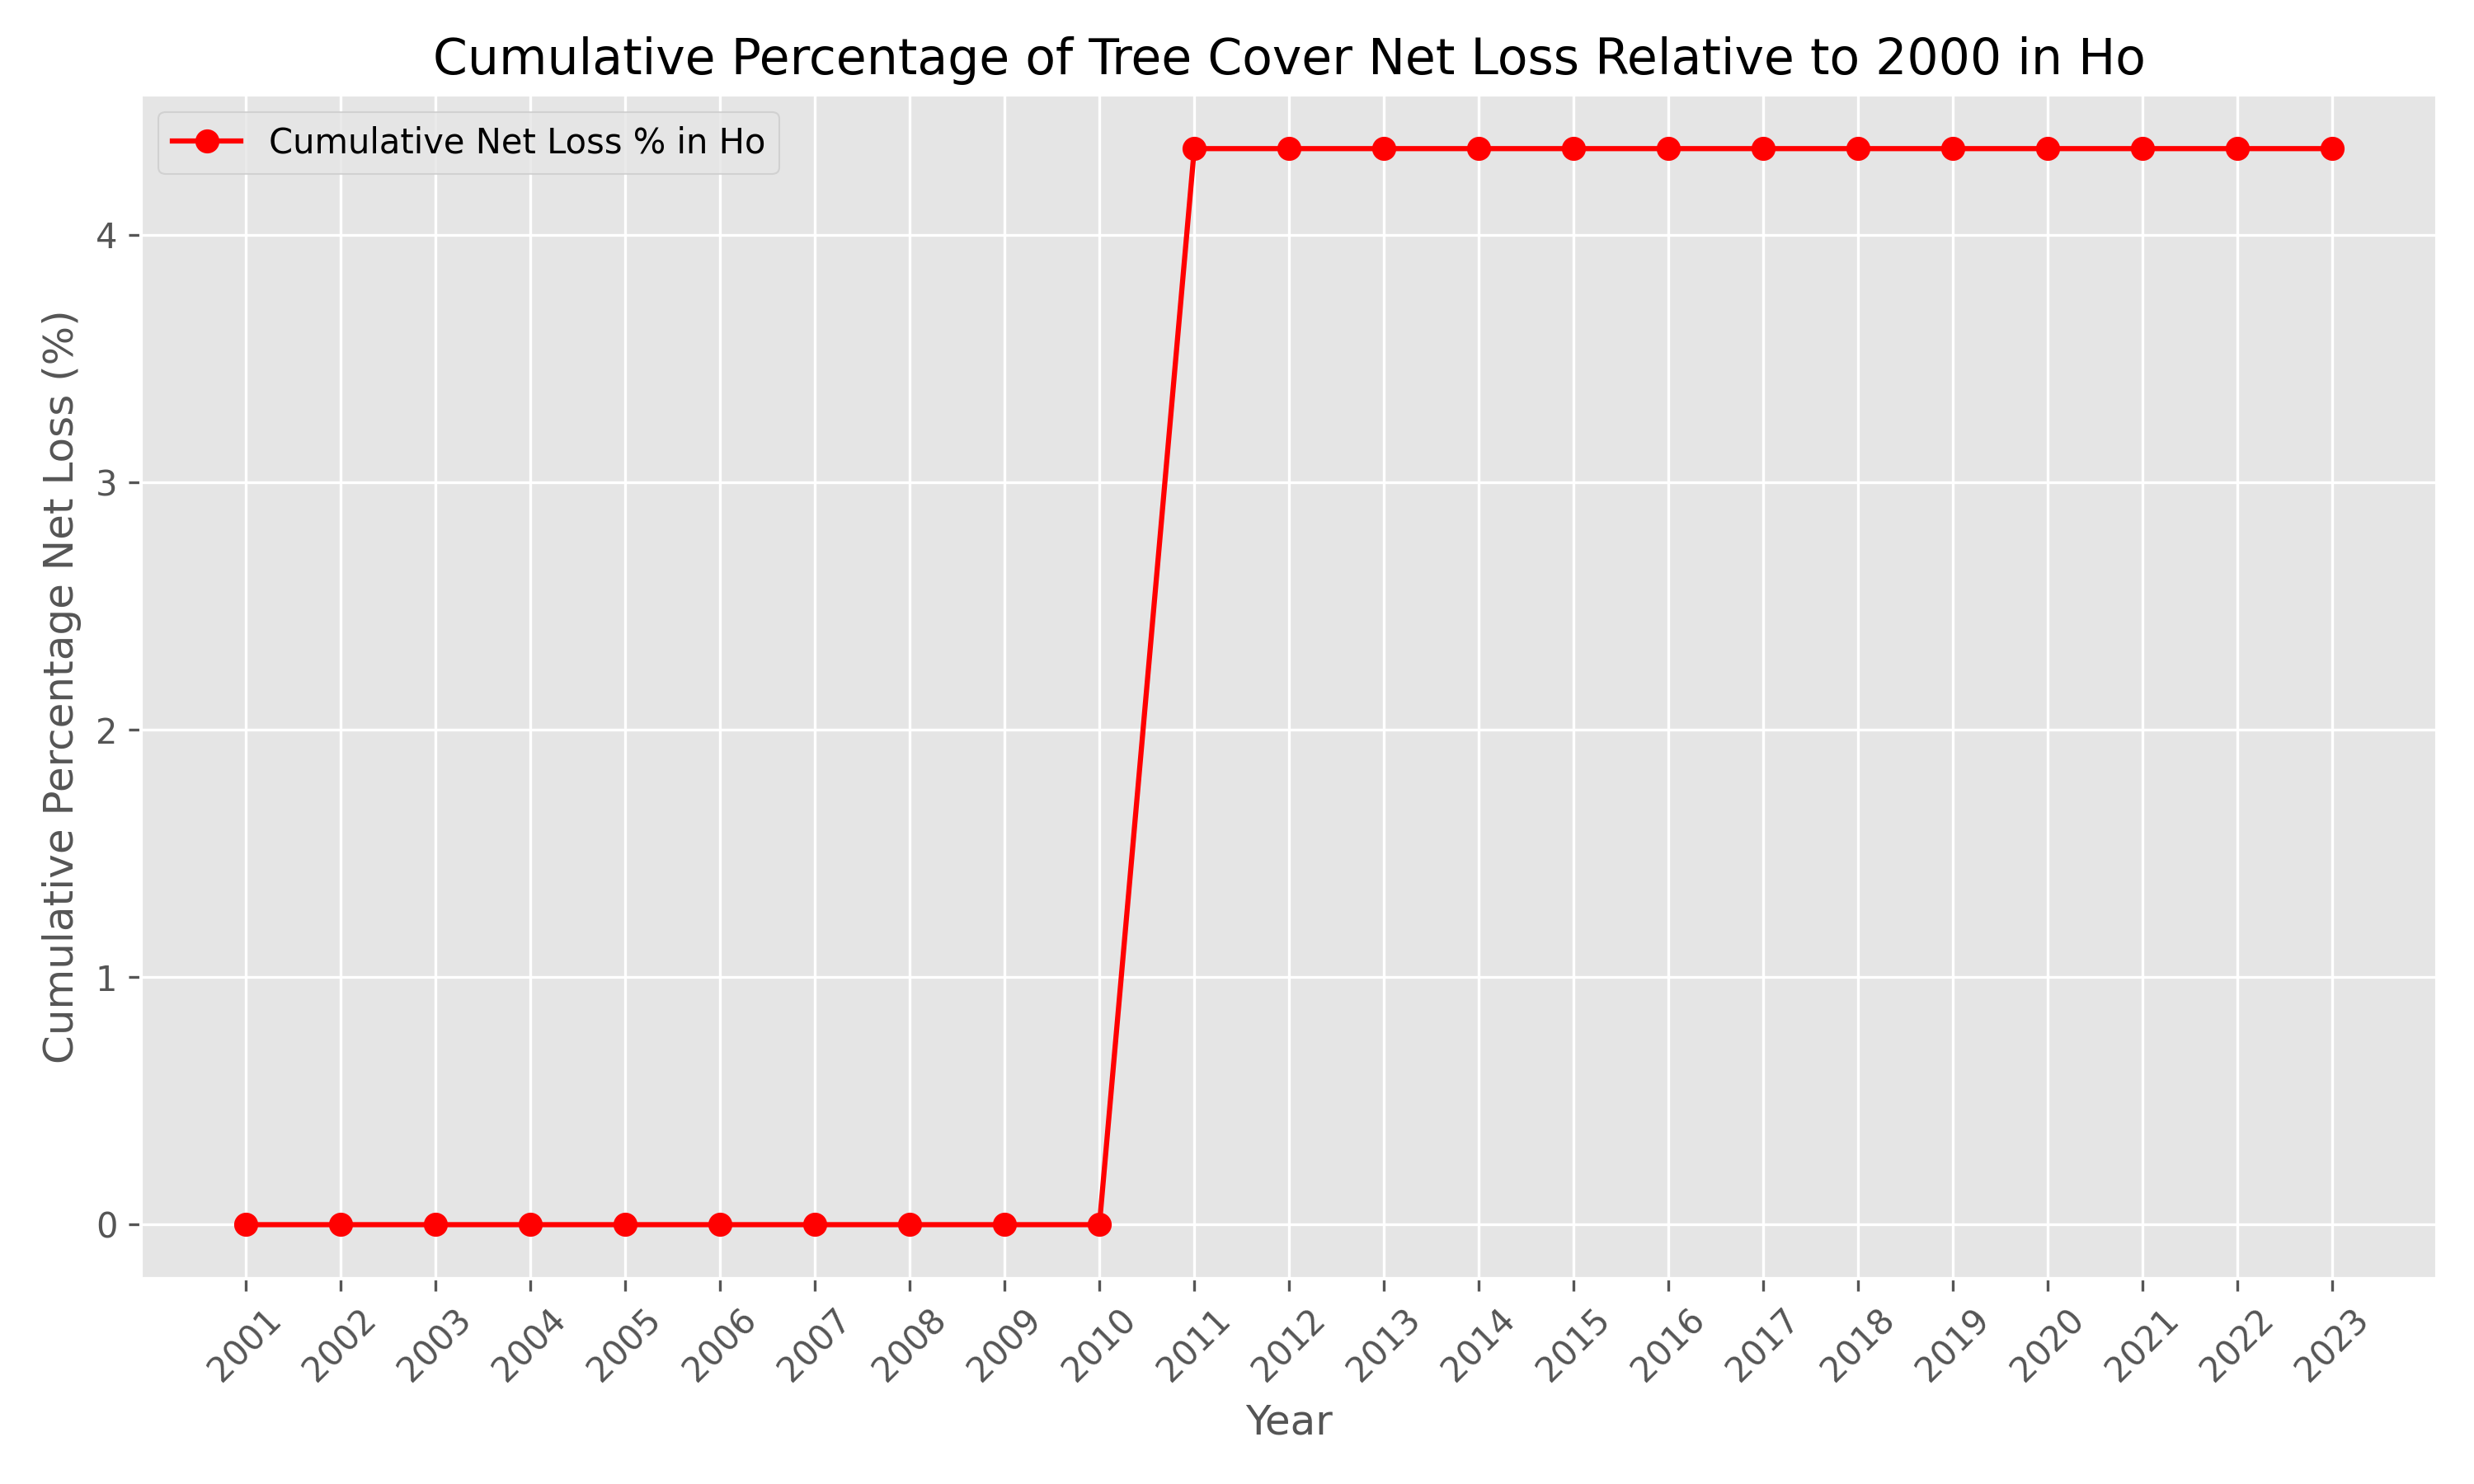 Cumulative Percentage of Tree Cover Net Loss Relative to 2000 in Ho
Cumulative Net Loss % in Ho
Cumulative Percentage Net Loss (%)
4
3
2
1
0
2001 2002 2003 2004 2005 2006 2007 2008 2009 2010 2011 2012 2013 2014 2015 2016 2017 2018 2019 2020 2021 2022 2023
Year